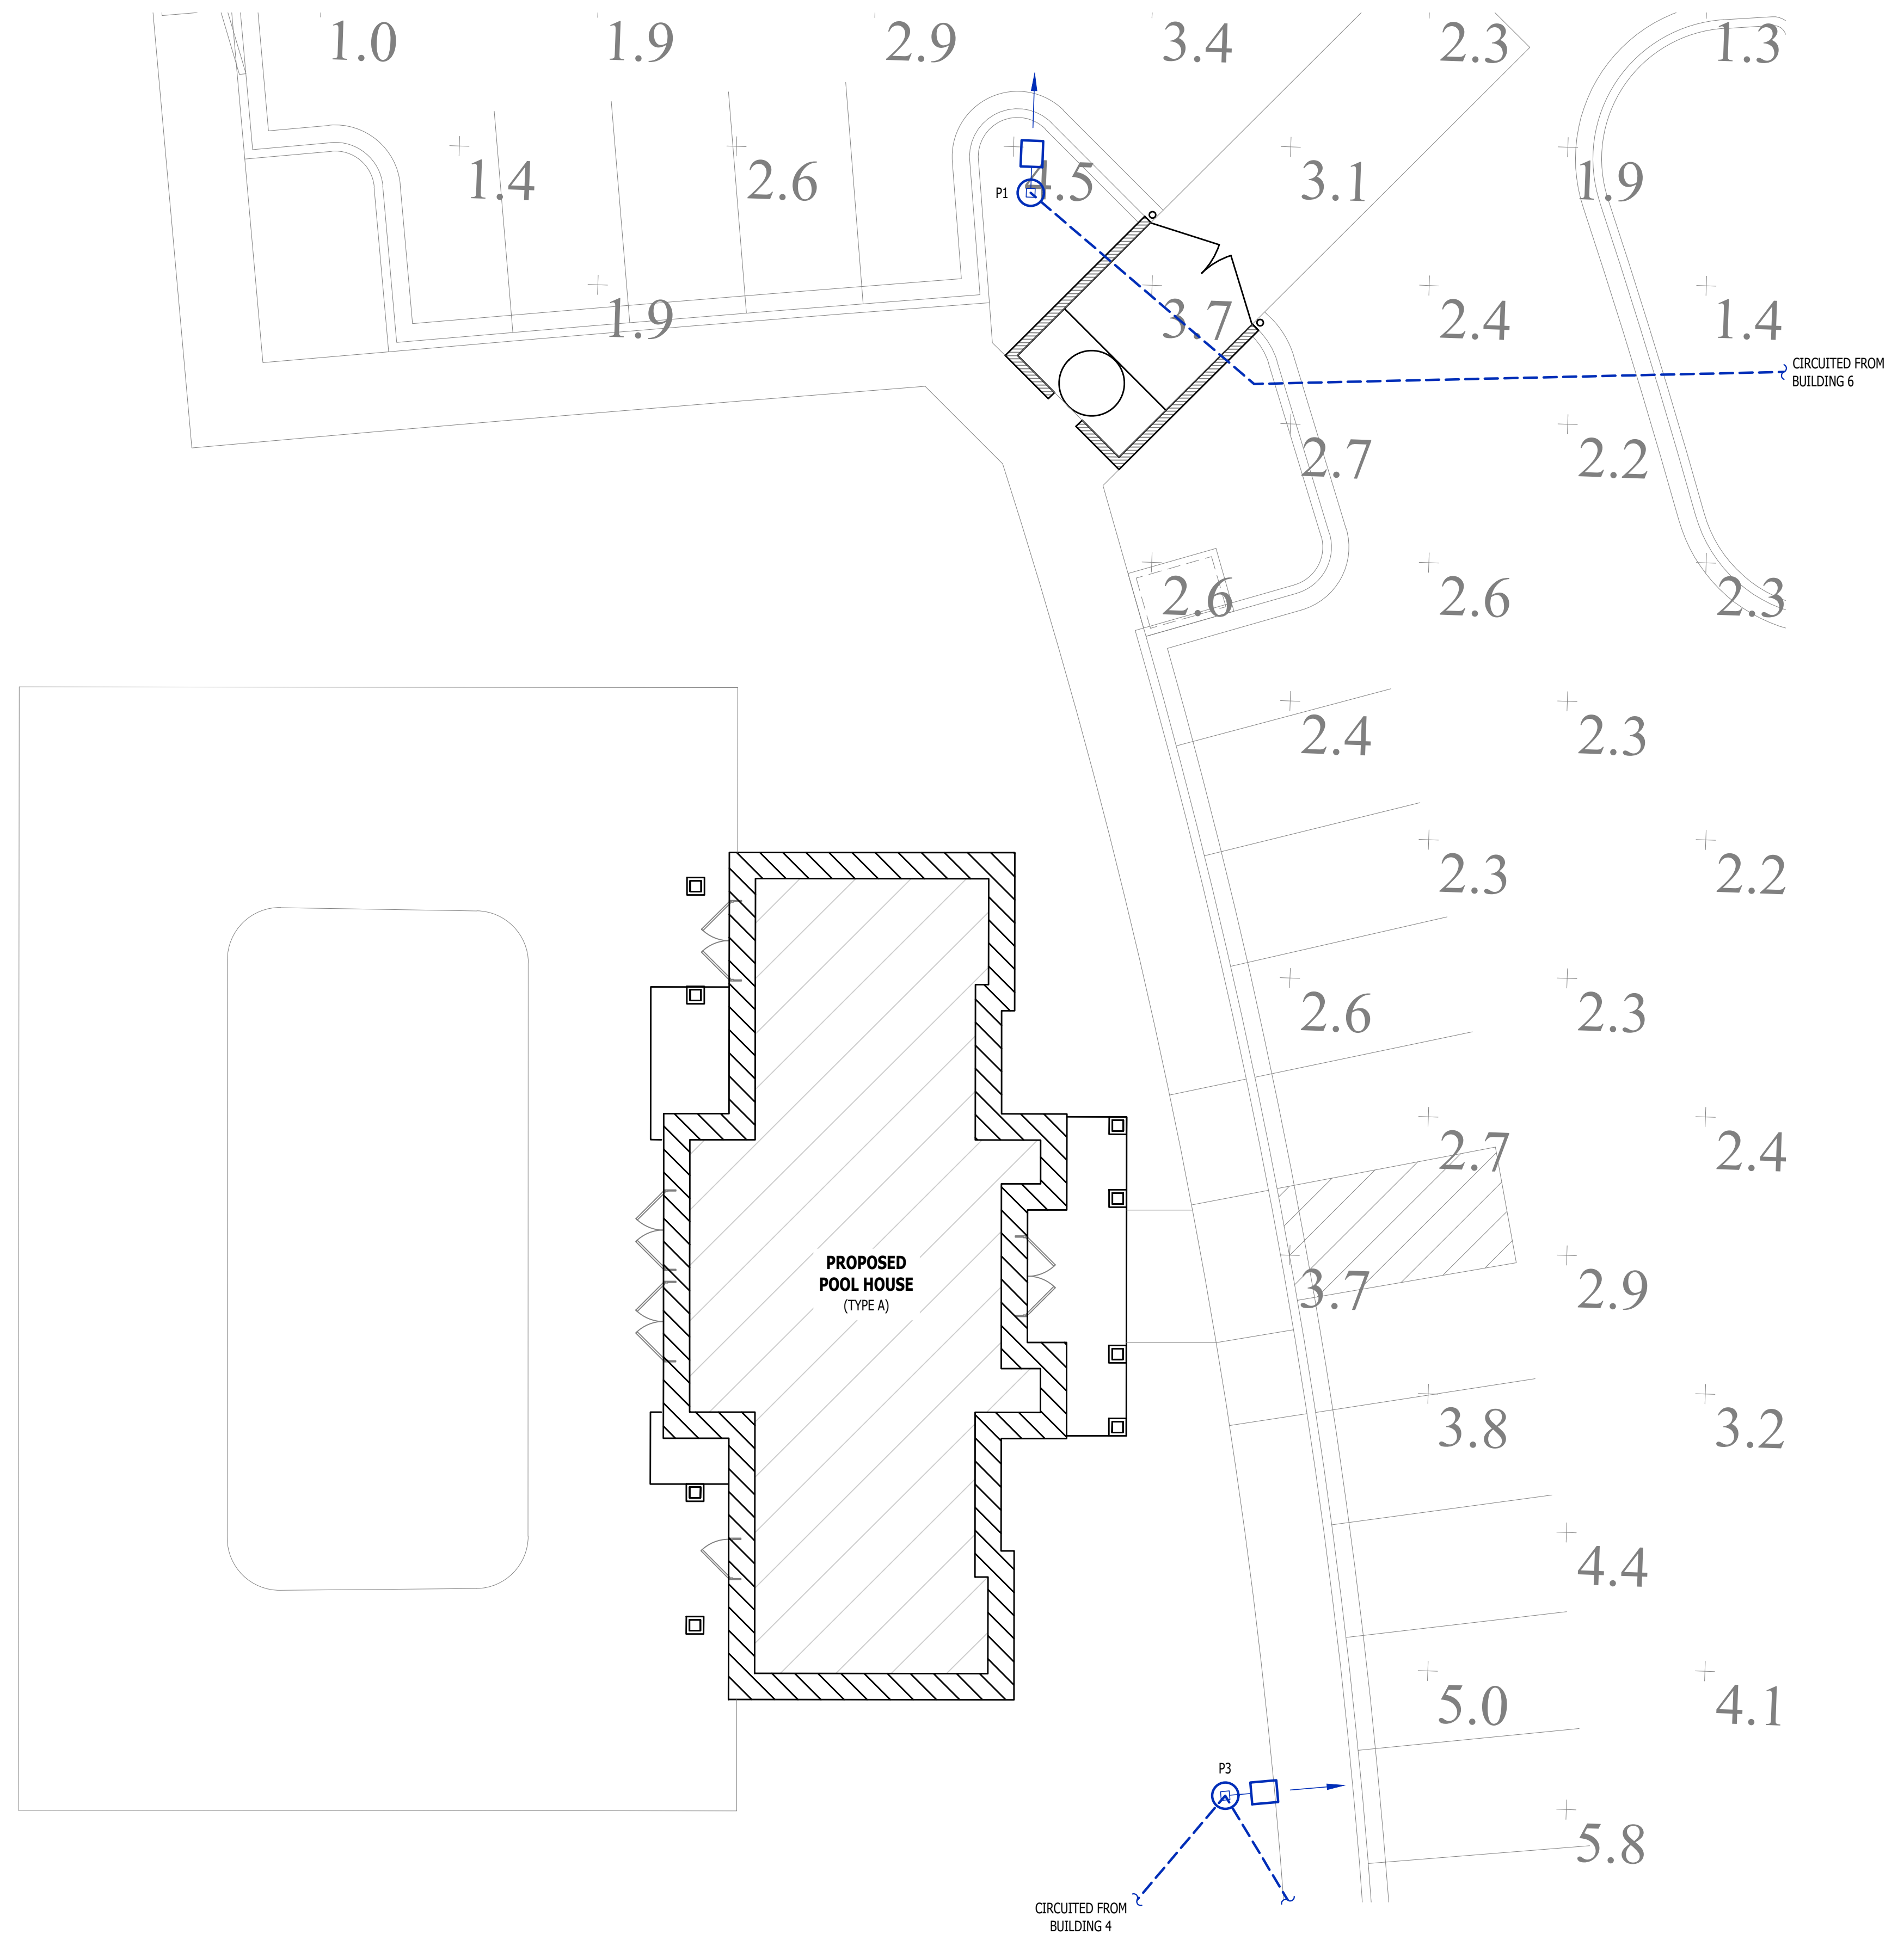 1.0 1.9 2.9 3.4 2.3 1.3
1.4 2.6 4.5 3.1 1.9
P1
1.9 3.7 2.4 1.4
CIRCUITED FROM
BUILDING 6
2.7 2.2
2.6 2.6 2.3
2.4 2.3
2.3 2.2
2.6 2.3
2.7 2.4
PROPOSED
POOL HOUSE
(TYPE A)
3.7 2.9
3.8 3.2
4.4
5.0 4.1
P3
5.8
CIRCUITED FROM
BUILDING 4